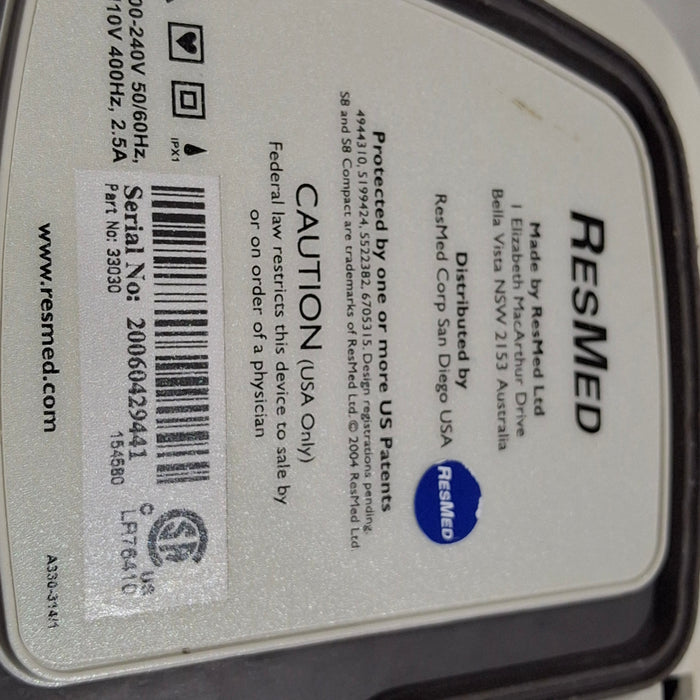 RESMED
Made by ResMed Ltd
1 Elizabeth MacArthur Drive
Bella Vista NSW 2153 Australia
Distributed by
ResMed Corp San Diego USA
RESMED
Protected by one or more US Patents
4944310, 5199424, 5522382, 6705315. Design registrations pending.
S8 and S8 Compact are trademarks of ResMed Ltd. © 2004 ResMed Ltd
CAUTION (USA Only)
Federal law restricts this device to sale by
or on order of a physician
IPX1
00-240V 50/60Hz,
10V 400Hz, 2.5A
Serial No: 20060429441
Part No: 33030
154580
SA
C US
LR76410
www.resmed.com
A330-314/1